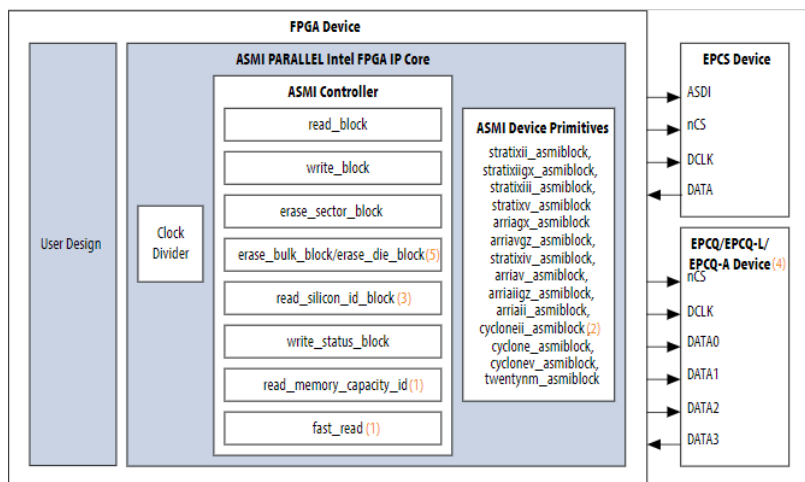 FPGA Device
User Design
ASMI PARALLEL Intel FPGA IP Core
Clock
Divider
ASMI Controller
read_block
write_block
erase_sector_block
erase_bulk_block/erase_die_block (5)
read_silicon_id_block (3)
write_status_block
read_memory_capacity_id (1)
fast_read (1)
ASMI Device Primitives
stratixii_asmiblock,
stratixiigx_asmiblock,
stratixiii_asmiblock,
stratixv_asmiblock,
arriagx_asmiblock
arriavgz_asmiblock,
stratixiv_asmiblock,
arriav_asmiblock,
arriaiigz_asmiblock,
arriaii_asmiblock,
cycloneii_asmiblock, (2)
cyclone_asmiblock,
cyclonev_asmiblock,
twentynm_asmiblock
EPCS Device
ASDI
nCS
DCLK
DATA
EPCQ/EPCQ-L/
EPCQ-A Device (4)
nCS
DCLK
DATA0
DATA1
DATA2
DATA3